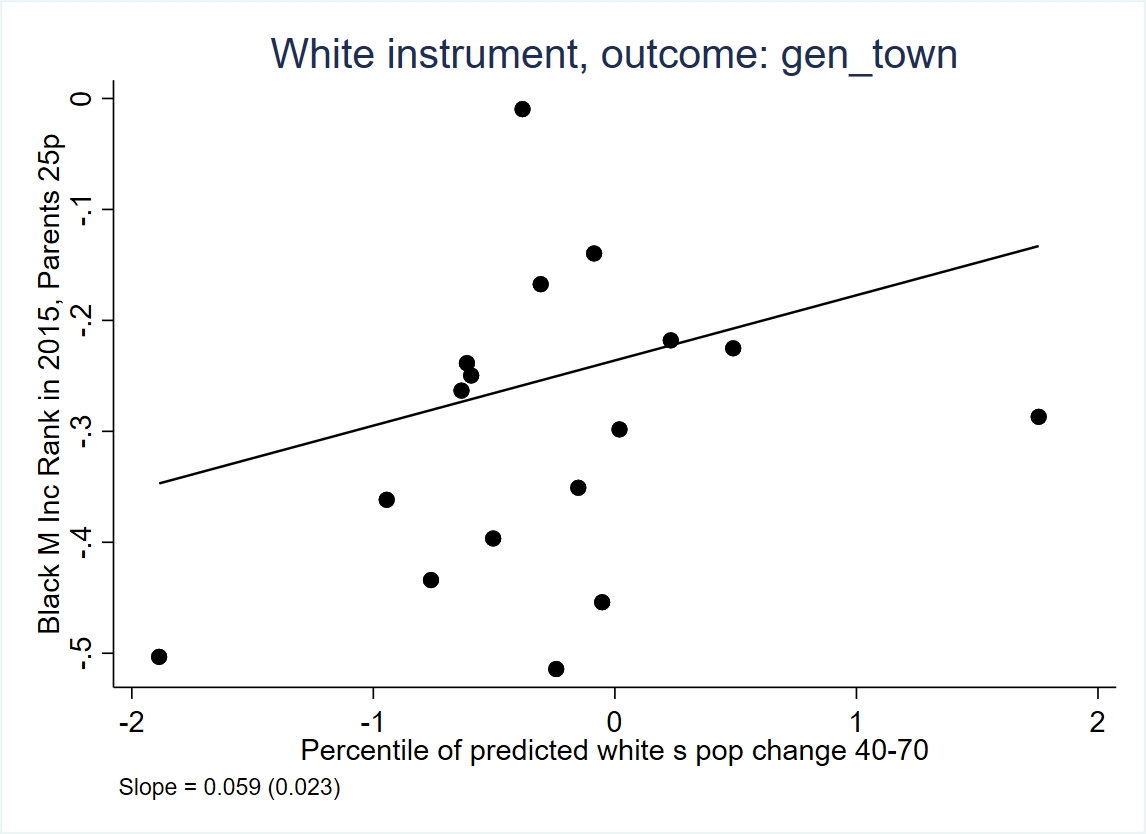 White instrument, outcome: gen_town
Black M Inc Rank in 2015, Parents 25p
0
-.1
-.2
-.3
-.4
-.5
-2
-1
0
1
2
Percentile of predicted white s pop change 40-70
Slope = 0.059 (0.023)